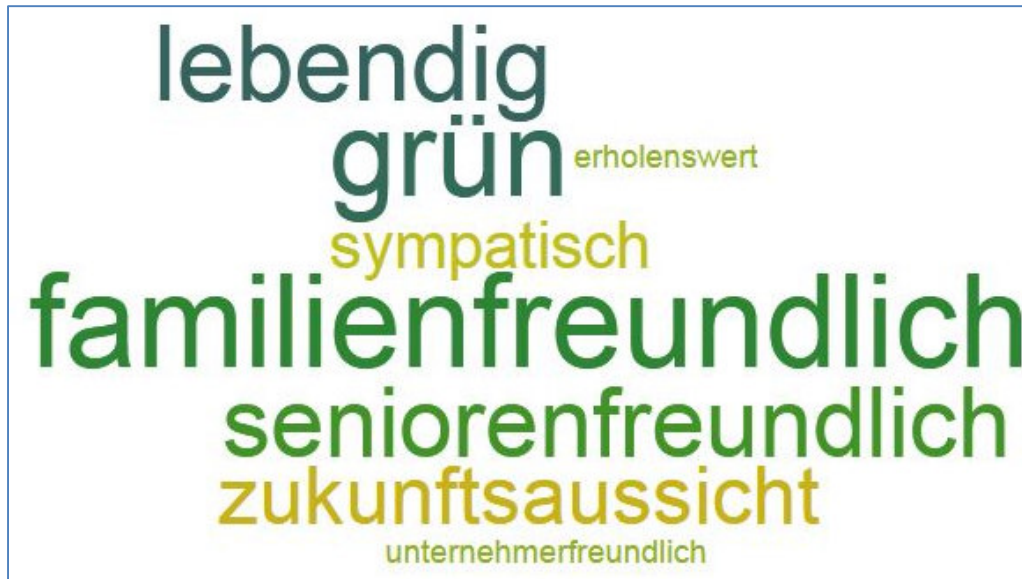 lebendig
grün
erholenswert
sympatisch
familienfreundlich
seniorenfreundlich
zukunftsaussicht
unternehmerfreundlich